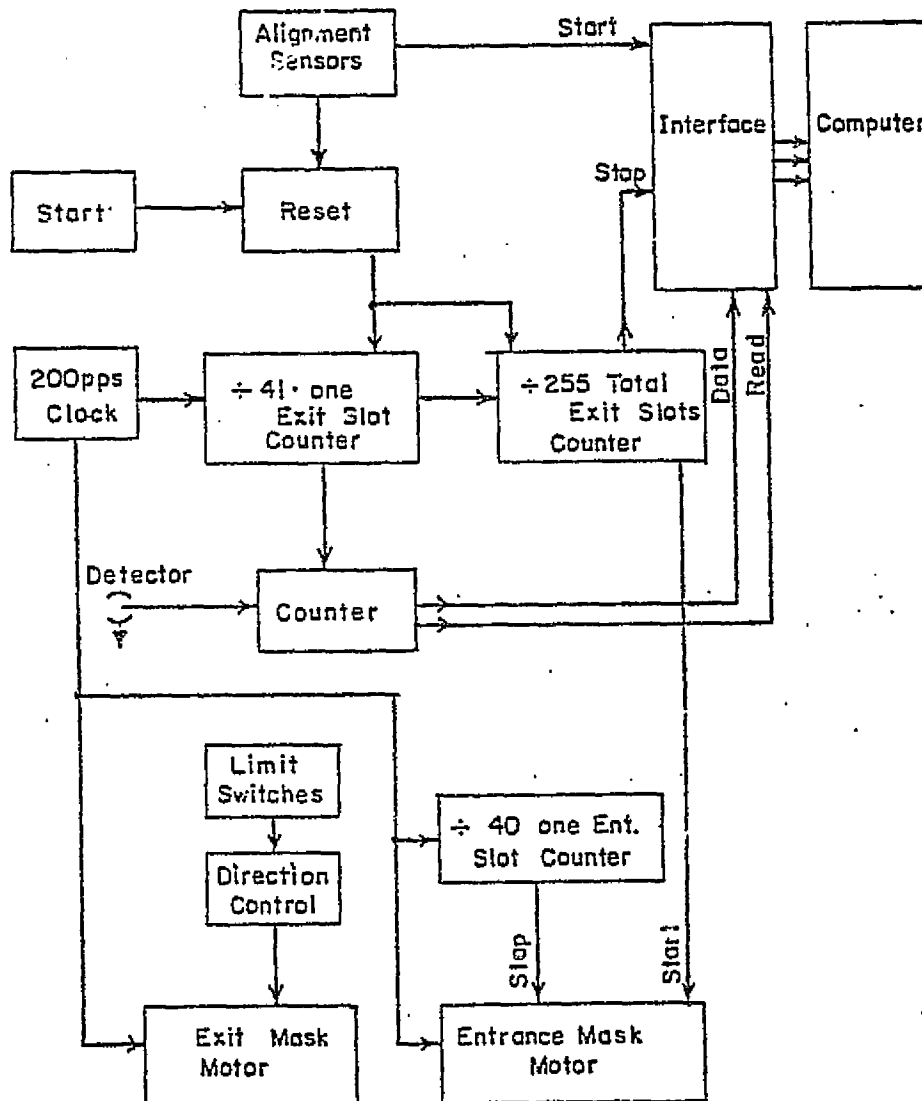 Alignment
Sensors
Start
Interface
Computer
Stop
Start
Reset
200pps
Clock
÷ 41· one
Exit Slot
Counter
÷ 255 Total
Exit Slots
Counter
Data
Read
Detector
Counter
Limit
Switches
÷ 40 one Ent.
Slot Counter
Direction
Control
Stop
Start
Exit Mask
Motor
Entrance Mask
Motor